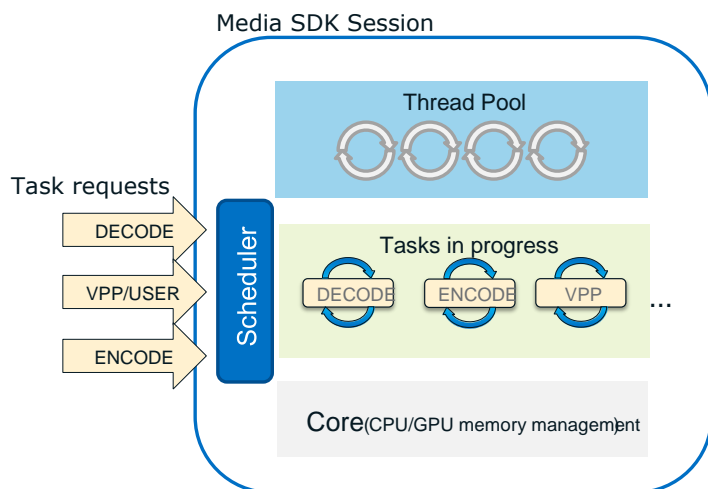 Media SDK Session
Thread Pool
Task requests
DECODE
VPP/USER
ENCODE
Scheduler
Tasks in progress
DECODE
ENCODE
VPP
...
Core(CPU/GPU memory management)